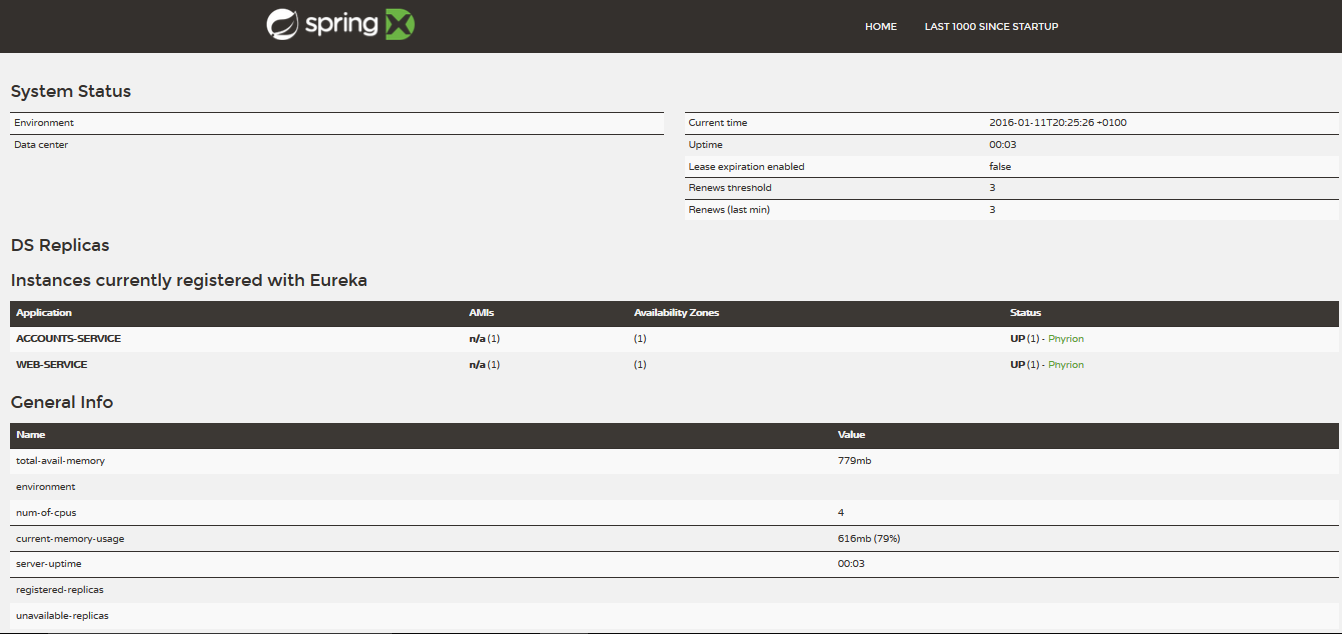 spring
HOME LAST 1000 SINCE STARTUP
System Status
Environment
Data center
Current time 2016-01-11T20:25:26 +0100
Uptime 00:03
Lease expiration enabled false
Renews threshold 3
Renews (last min) 3
DS Replicas
Instances currently registered with Eureka
Application AMIs Availability Zones Status
ACCOUNTS-SERVICE n/a (1) (1) UP (1) - Phyrion
WEB-SERVICE n/a (1) (1) UP (1) - Phyrion
General Info
Name Value
total-avail-memory 779mb
environment
num-of-cpus 4
current-memory-usage 616mb (79%)
server-uptime 00:03
registered-replicas
unavailable-replicas